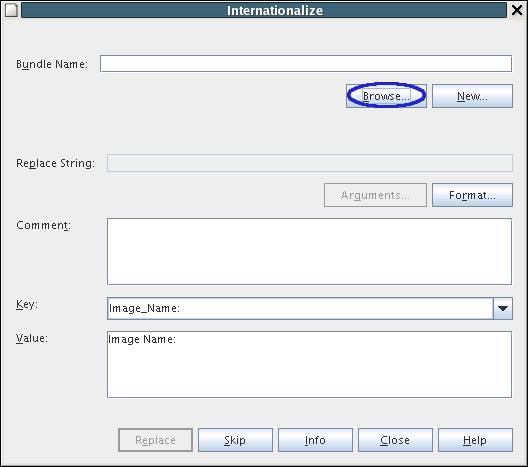 Internationalize
Bundle Name:
Browse... New...
Replace String:
Arguments... Format...
Comment:
Key: Image_Name:
Value: Image Name:
Replace Skip Info Close Help